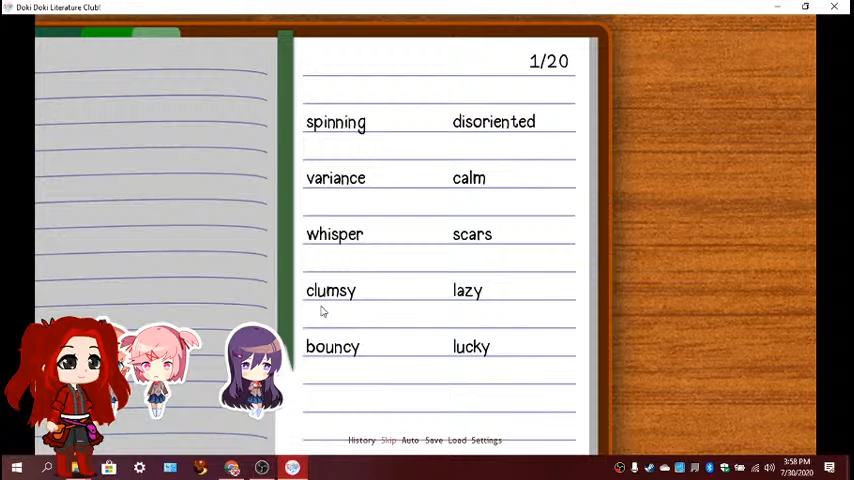 Doki Doki Literature Club!
1/20
spinning disoriented
variance calm
whisper scars
clumsy lazy
bouncy lucky
History Skip Auto Save Load Settings
3:58 PM
7/30/2020